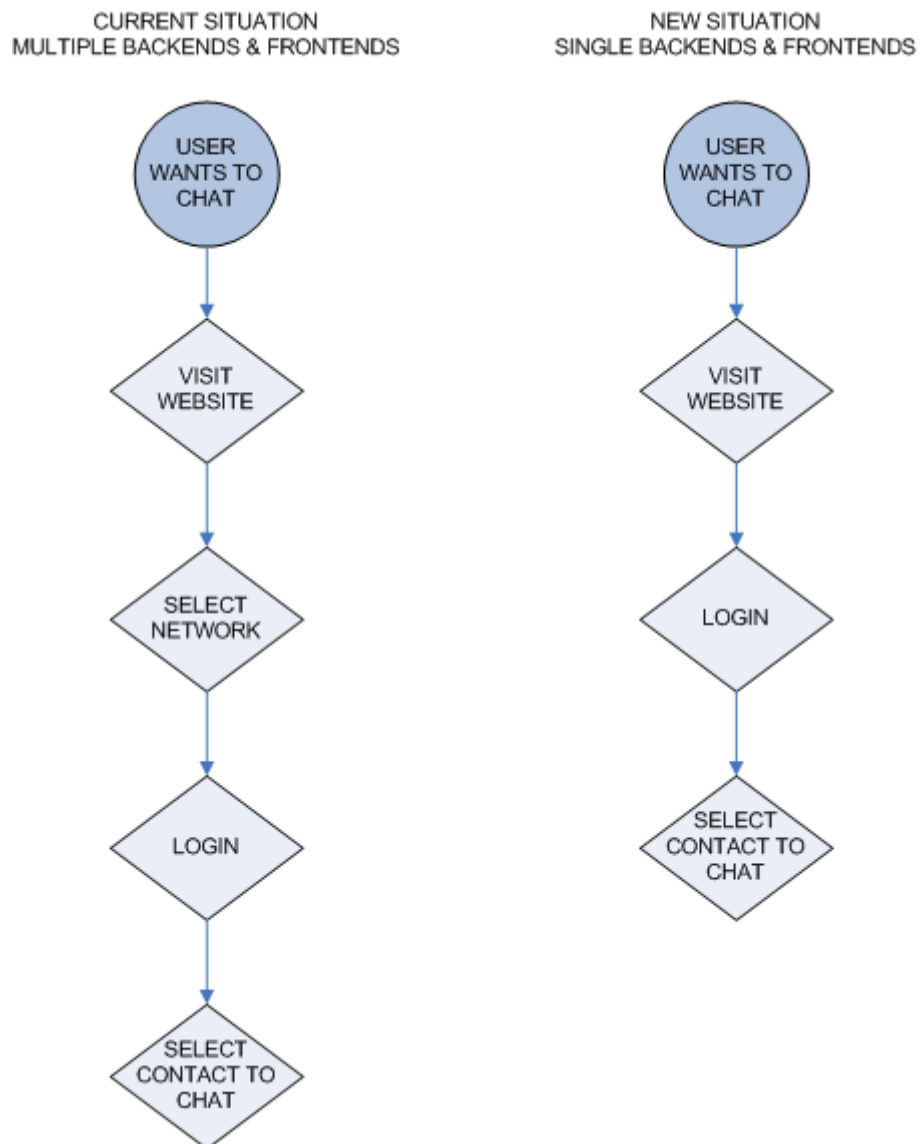 CURRENT SITUATION
MULTIPLE BACKENDS & FRONTENDS
USER
WANTS TO
CHAT
VISIT
WEBSITE
SELECT
NETWORK
LOGIN
SELECT
CONTACT TO
CHAT
NEW SITUATION
SINGLE BACKENDS & FRONTENDS
USER
WANTS TO
CHAT
VISIT
WEBSITE
LOGIN
SELECT
CONTACT TO
CHAT